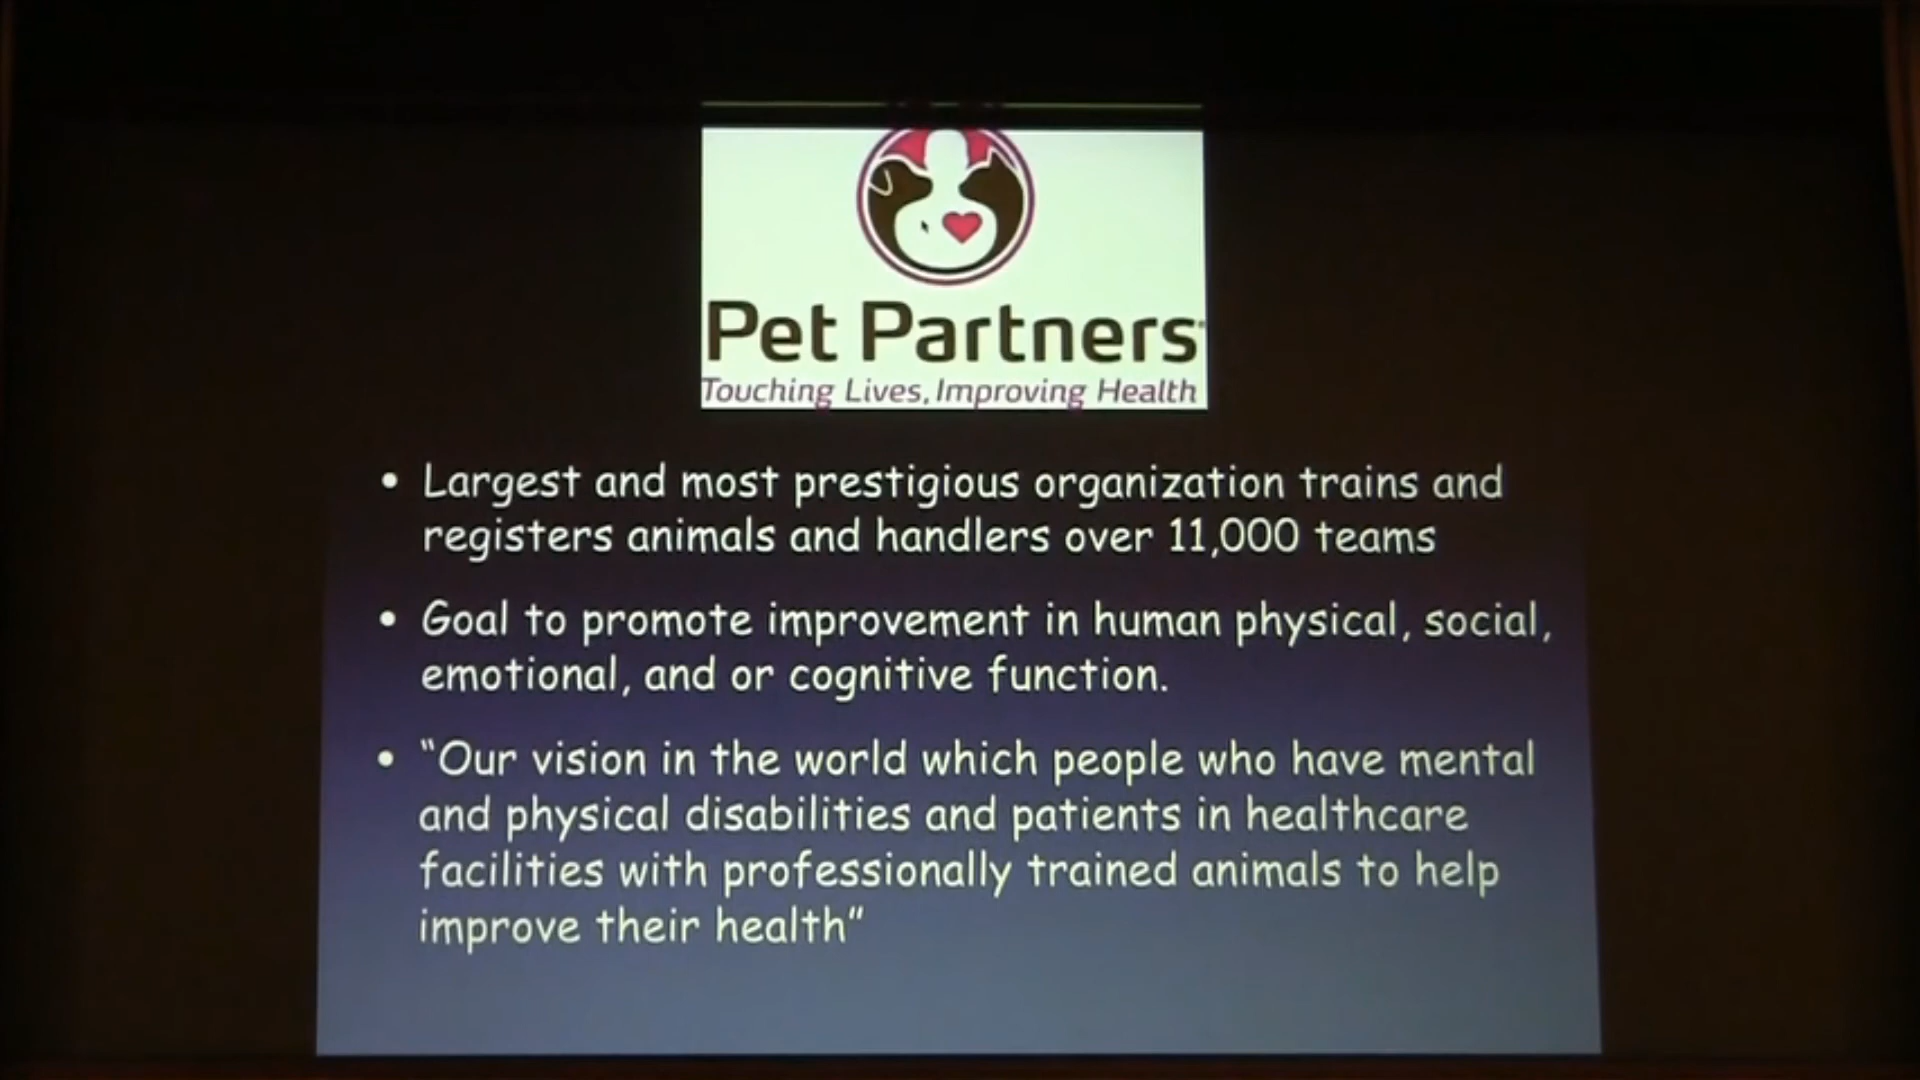 Pet Partners
Touching Lives, Improving Health
• Largest and most prestigious organization trains and
registers animals and handlers over 11,000 teams
• Goal to promote improvement in human physical, social,
emotional, and or cognitive function.
• “Our vision in the world which people who have mental
and physical disabilities and patients in healthcare
facilities with professionally trained animals to help
improve their health”